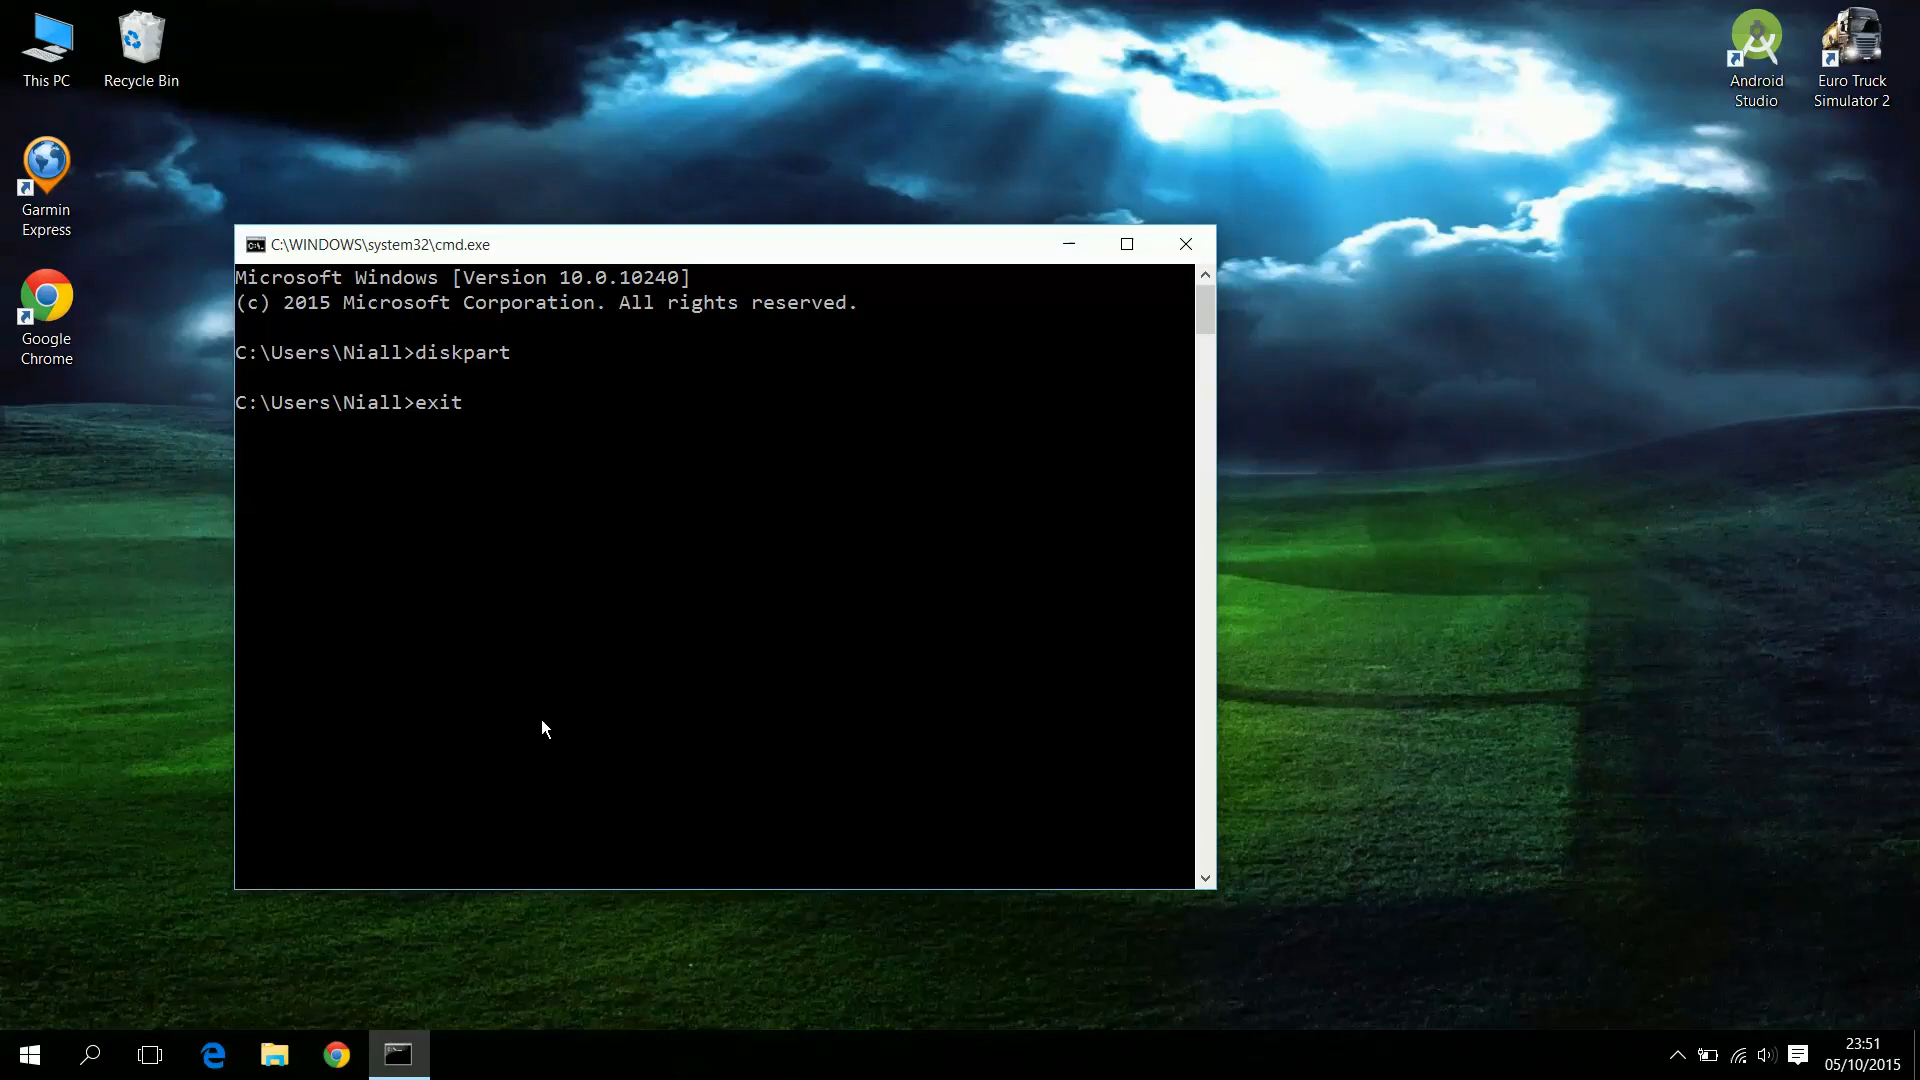 This PC
Recycle Bin
Garmin
Express
Google
Chrome
Android
Studio
Euro Truck
Simulator 2
C:\WINDOWS\system32\cmd.exe
Microsoft Windows [Version 10.0.10240]
(c) 2015 Microsoft Corporation. All rights reserved.
C:\Users\Niall>diskpart
C:\Users\Niall>exit
23:51
05/10/2015